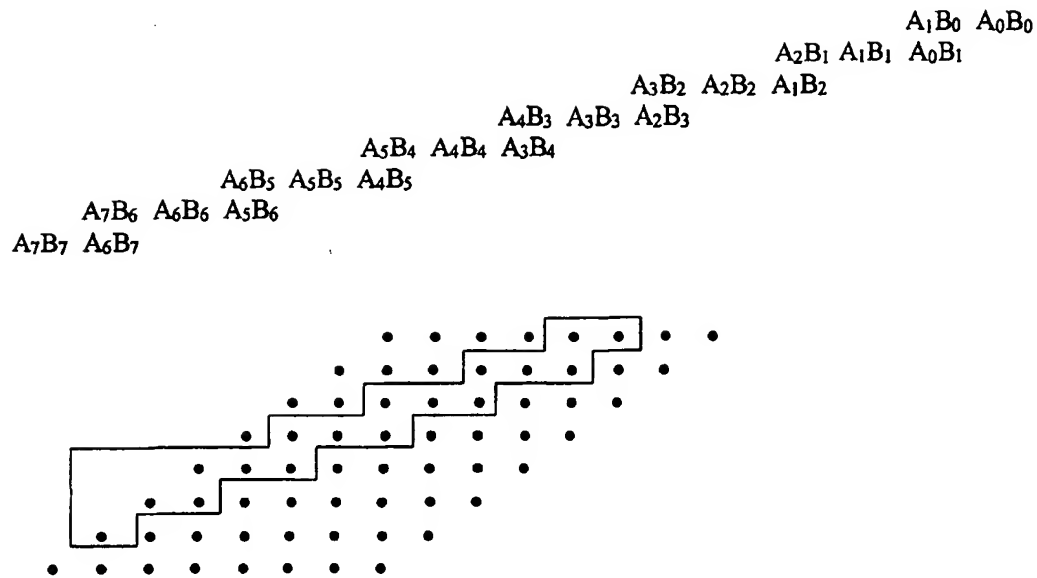 A₁B₀ A₀B₀
A₂B₁ A₁B₁ A₀B₁
A₃B₂ A₂B₂ A₁B₂
A₄B₃ A₃B₃ A₂B₃
A₅B₄ A₄B₄ A₃B₄
A₆B₅ A₅B₅ A₄B₅
A₇B₆ A₆B₆ A₅B₆
A₇B₇ A₆B₇